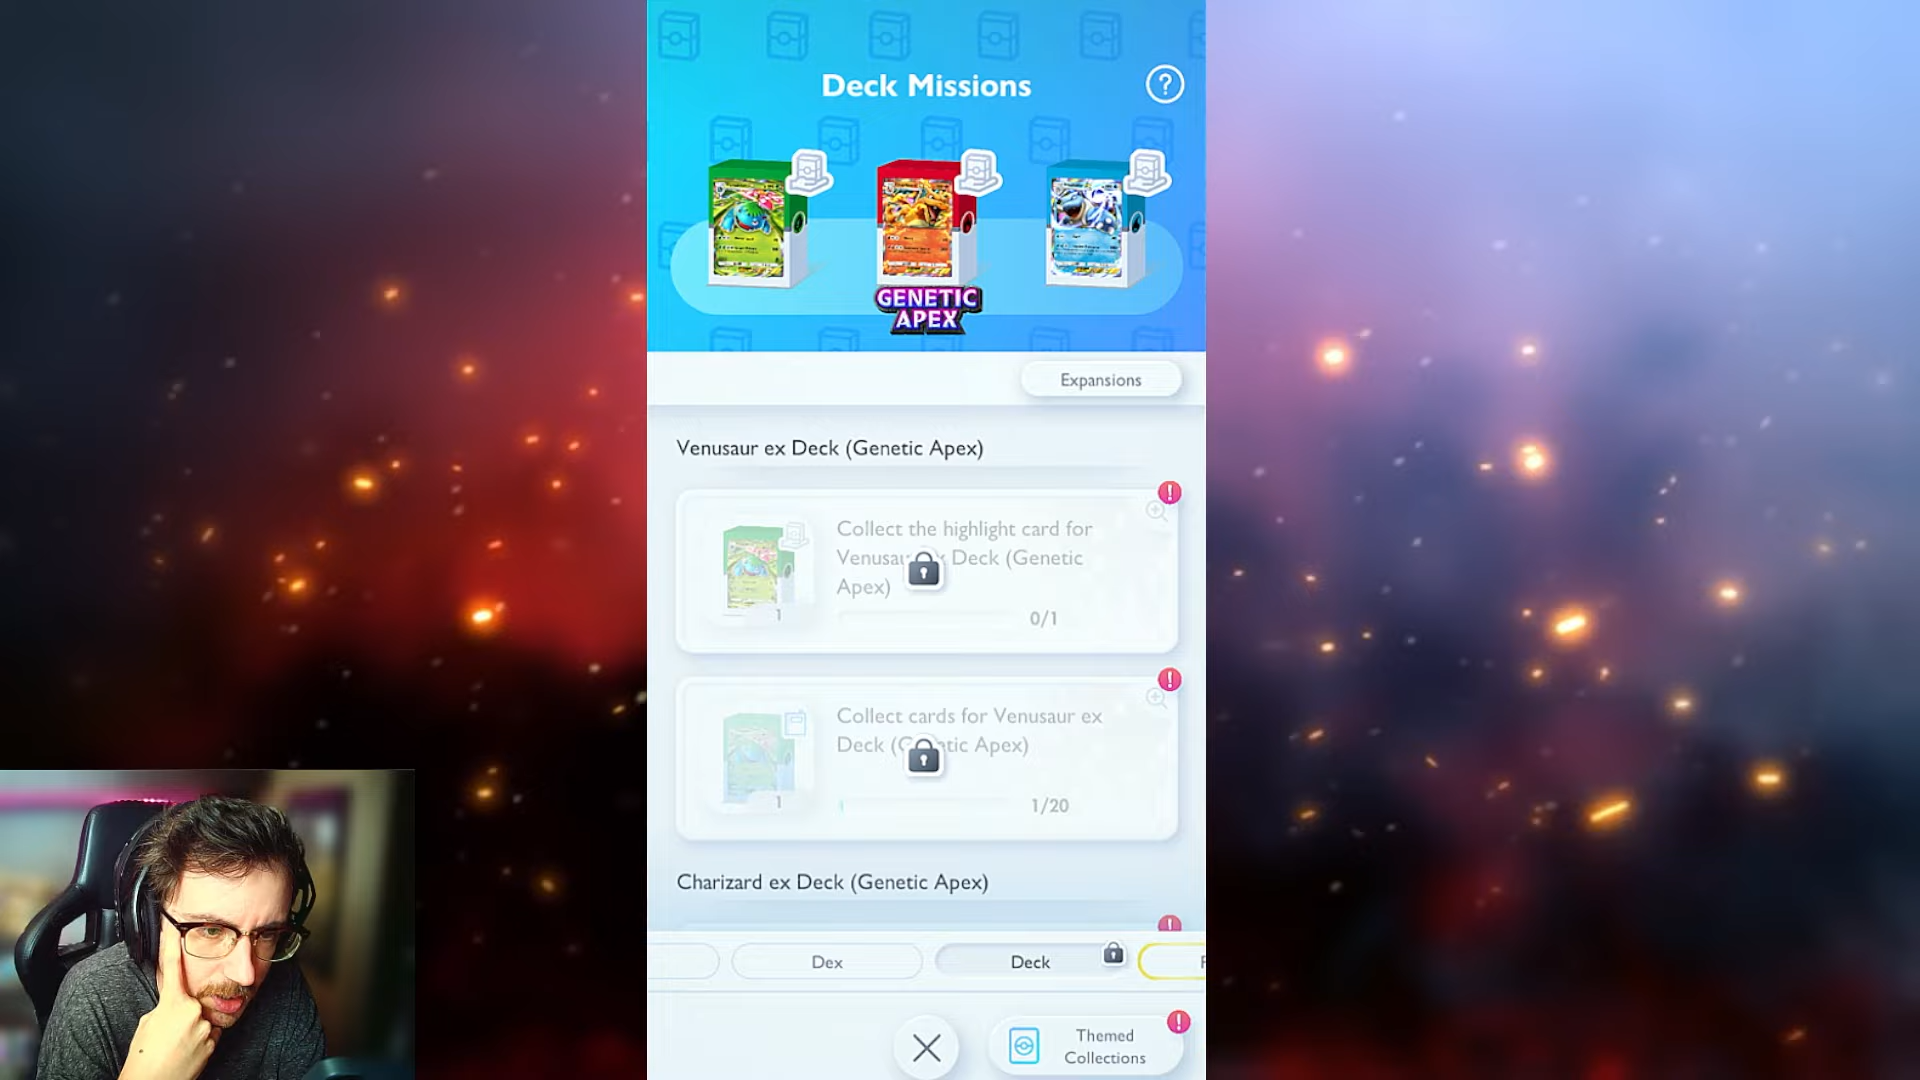 Deck Missions
?
GENETIC
APEX
Expansions
Venusaur ex Deck (Genetic Apex)
!
Collect the highlight card for
Deck (Genetic
Apex)
1
0/1
!
Collect cards for Venusaur ex
Deck
Apex)
1
1/20
Charizard ex Deck (Genetic Apex)
!
Dex
Deck
!
Themed
Collections